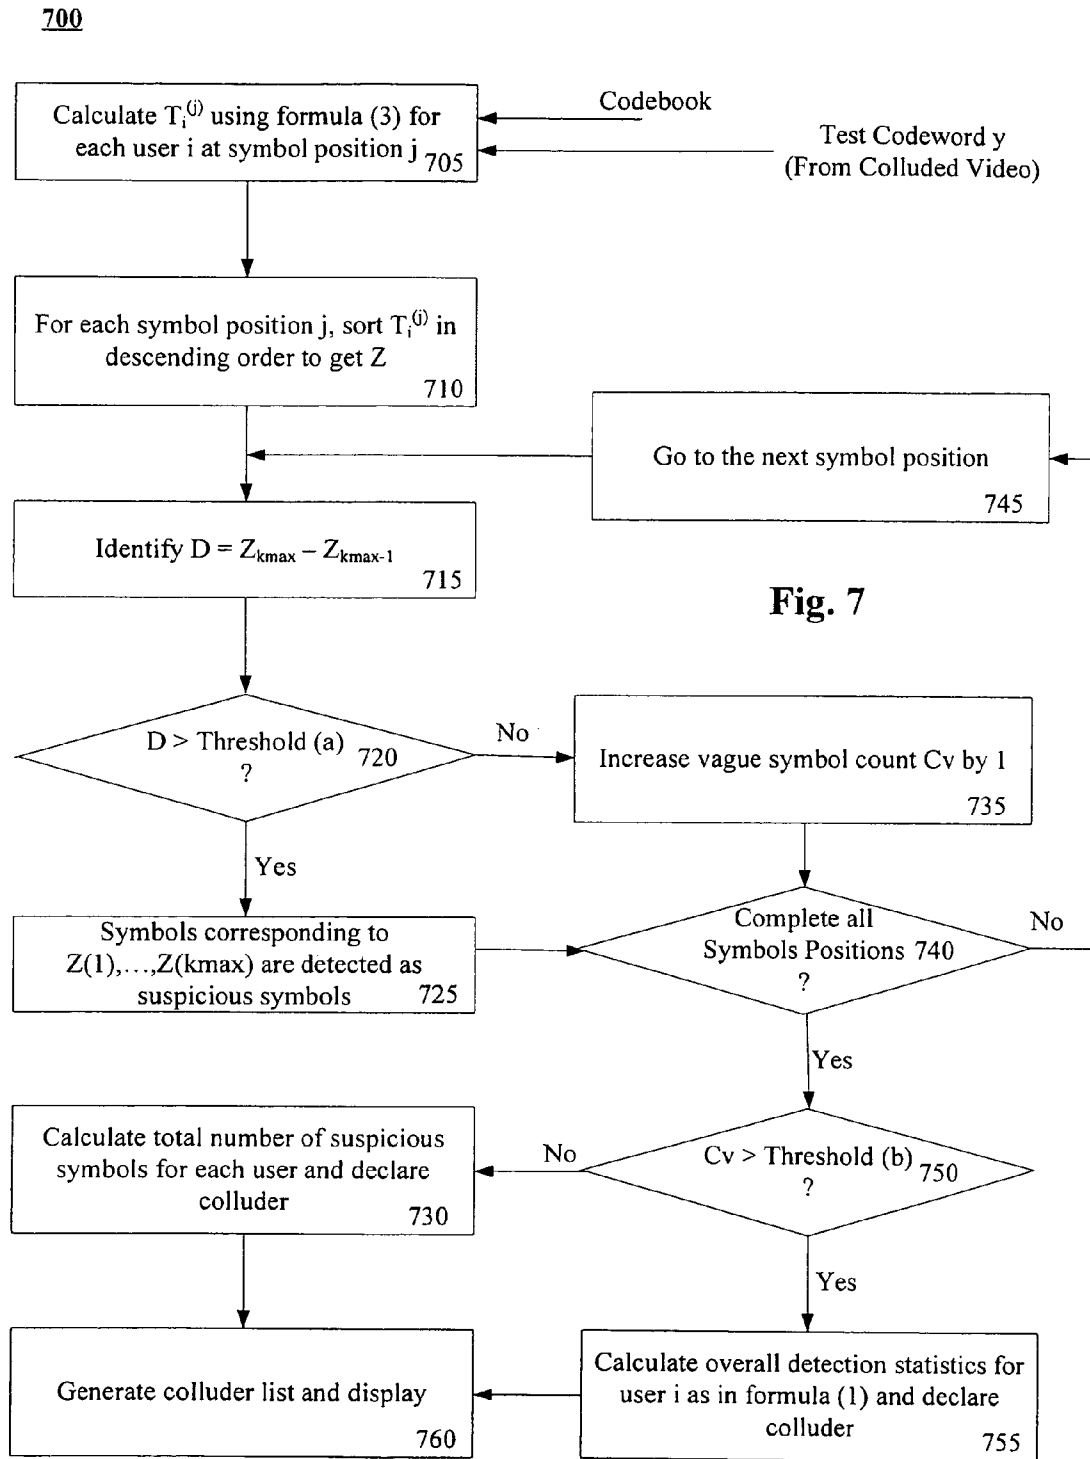 700
Calculate Tᵢ⁽ʲ⁾ using formula (3) for
each user i at symbol position j
705
Codebook
Test Codeword y
(From Colluded Video)
For each symbol position j, sort Tᵢ⁽ʲ⁾ in
descending order to get Z
710
Go to the next symbol position
745
Identify D = Zkmax – Zkmax-1
715
Fig. 7
D > Threshold (a)
?
720
No
Increase vague symbol count Cv by 1
735
Yes
Symbols corresponding to
Z(1),…,Z(kmax) are detected as
suspicious symbols
725
Complete all
Symbols Positions 740
?
No
Yes
Calculate total number of suspicious
symbols for each user and declare
colluder
730
No
Cv > Threshold (b)
?
750
Yes
Generate colluder list and display
760
Calculate overall detection statistics for
user i as in formula (1) and declare
colluder
755